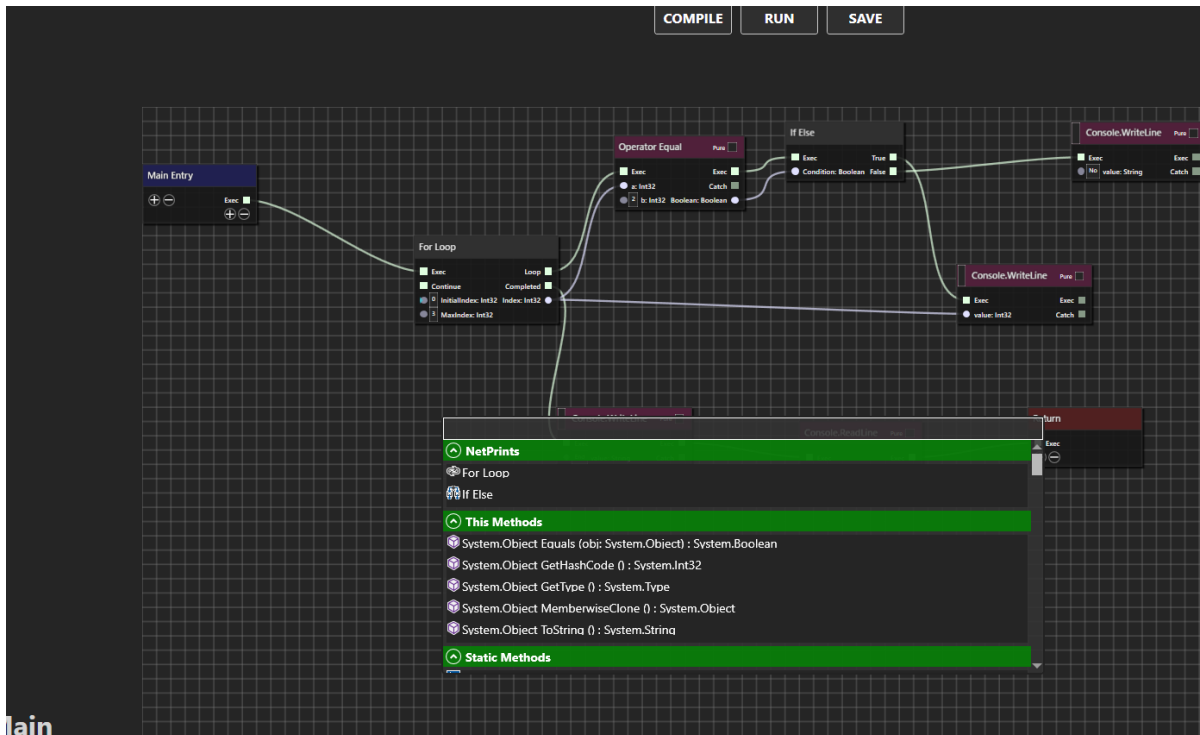 COMPILE
RUN
SAVE
If Else
Exec
True
Condition: Boolean
False
Console.WriteLine
Pure
Exec
Exec
No
value: String
Catch
Operator Equal
Pure
Exec
Exec
a: Int32
Catch
2
b: Int32
Boolean: Boolean
Main Entry
Exec
For Loop
Exec
Loop
Continue
Completed
0
InitialIndex: Int32
Index: Int32
3
MaxIndex: Int32
Console.WriteLine
Pure
Exec
Exec
value: Int32
Catch
Console.WriteLine
Console.ReadLine
Pure
Exec
NetPrints
For Loop
If Else
This Methods
System.Object Equals (obj: System.Object) : System.Boolean
System.Object GetHashCode () : System.Int32
System.Object GetType () : System.Type
System.Object MemberwiseClone () : System.Object
System.Object ToString () : System.String
Static Methods